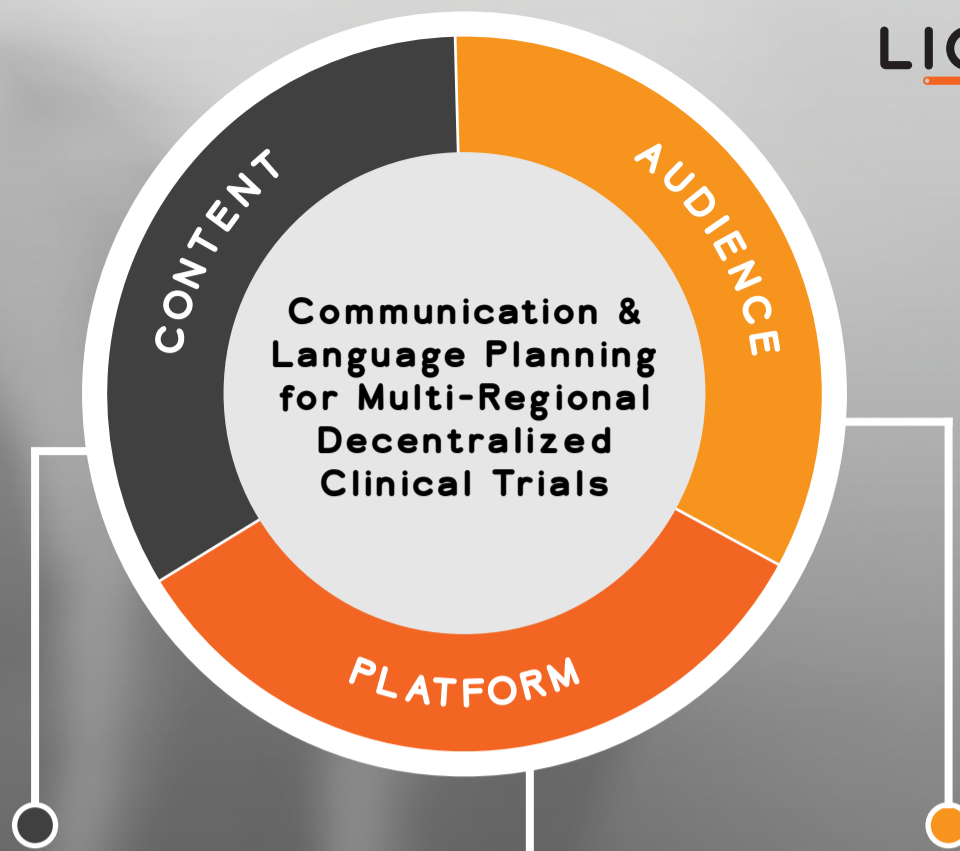 CONTENT
AUDIENCE
Communication &
Language Planning
for Multi-Regional
Decentralized
Clinical Trials
PLATFORM